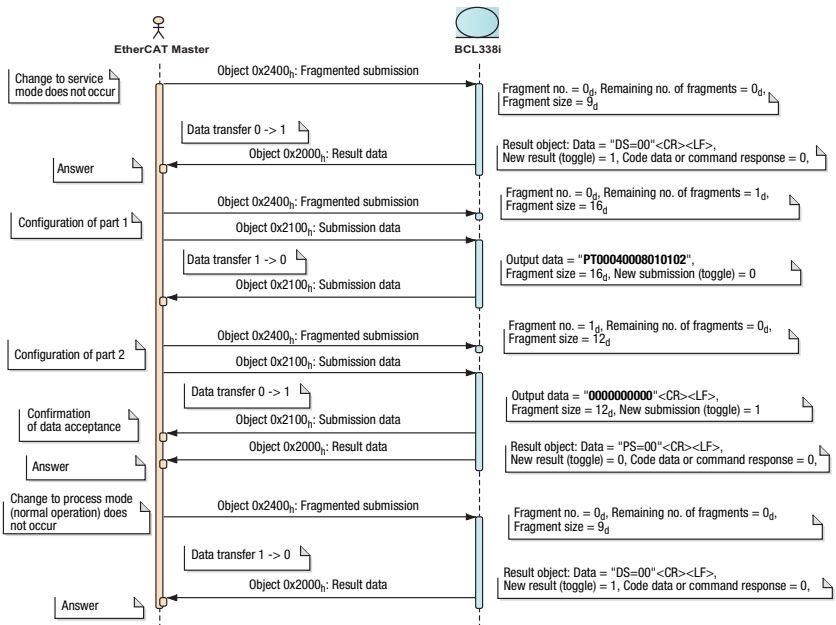 EtherCAT Master
BCL338i
Change to service
mode does not occur
Object 0x2400h: Fragmented submission
Fragment no. = 0d, Remaining no. of fragments = 0d,
Fragment size = 9d
Data transfer 0 -> 1
Answer
Object 0x2000h: Result data
Result object: Data = "DS=00"<CR><LF>,
New result (toggle) = 1, Code data or command response = 0,
Configuration of part 1
Object 0x2400h: Fragmented submission
Fragment no. = 0d, Remaining no. of fragments = 1d,
Fragment size = 16d
Object 0x2100h: Submission data
Data transfer 1 -> 0
Output data = "PT00040008010102",
Fragment size = 16d, New submission (toggle) = 0
Object 0x2100h: Submission data
Configuration of part 2
Object 0x2400h: Fragmented submission
Fragment no. = 1d, Remaining no. of fragments = 0d,
Fragment size = 12d
Object 0x2100h: Submission data
Data transfer 0 -> 1
Output data = "0000000000"<CR><LF>,
Fragment size = 12d, New submission (toggle) = 1
Confirmation
of data acceptance
Object 0x2100h: Submission data
Answer
Object 0x2000h: Result data
Result object: Data = "PS=00"<CR><LF>,
New result (toggle) = 0, Code data or command response = 0,
Change to process mode
(normal operation) does
not occur
Object 0x2400h: Fragmented submission
Fragment no. = 0d, Remaining no. of fragments = 0d,
Fragment size = 9d
Data transfer 1 -> 0
Answer
Object 0x2000h: Result data
Result object: Data = "DS=00"<CR><LF>,
New result (toggle) = 1, Code data or command response = 0,